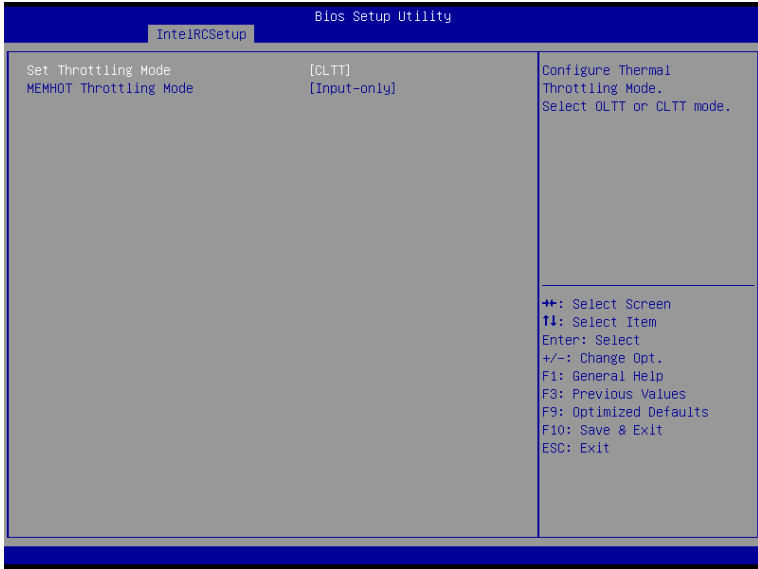 Bios Setup Utility
IntelRCSetup
Set Throttling Mode [CLTT]
MEMHOT Throttling Mode [Input-only]
Configure Thermal
Throttling Mode.
Select OLTT or CLTT mode.
→←: Select Screen
↑↓: Select Item
Enter: Select
+/-: Change Opt.
F1: General Help
F3: Previous Values
F9: Optimized Defaults
F10: Save & Exit
ESC: Exit